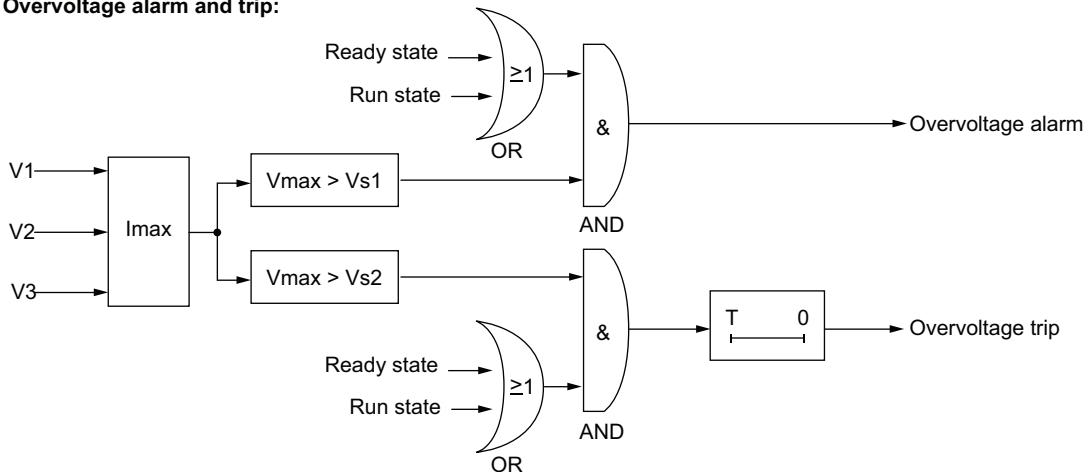 Overvoltage alarm and trip:
Ready state
Run state
≥1
OR
&
AND
Overvoltage alarm
V1
V2
V3
Imax
Vmax > Vs1
Vmax > Vs2
&
AND
T 0
Overvoltage trip
Ready state
Run state
≥1
OR